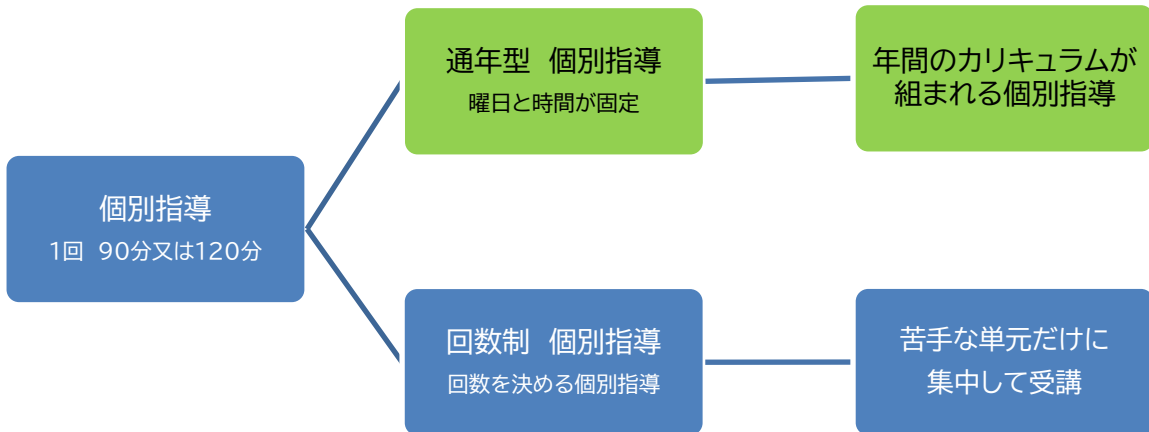 個別指導
1回 90分又は120分
通年型 個別指導
曜日と時間が固定
年間のカリキュラムが
組まれる個別指導
回数制 個別指導
回数を決める個別指導
苦手な単元だけに
集中して受講